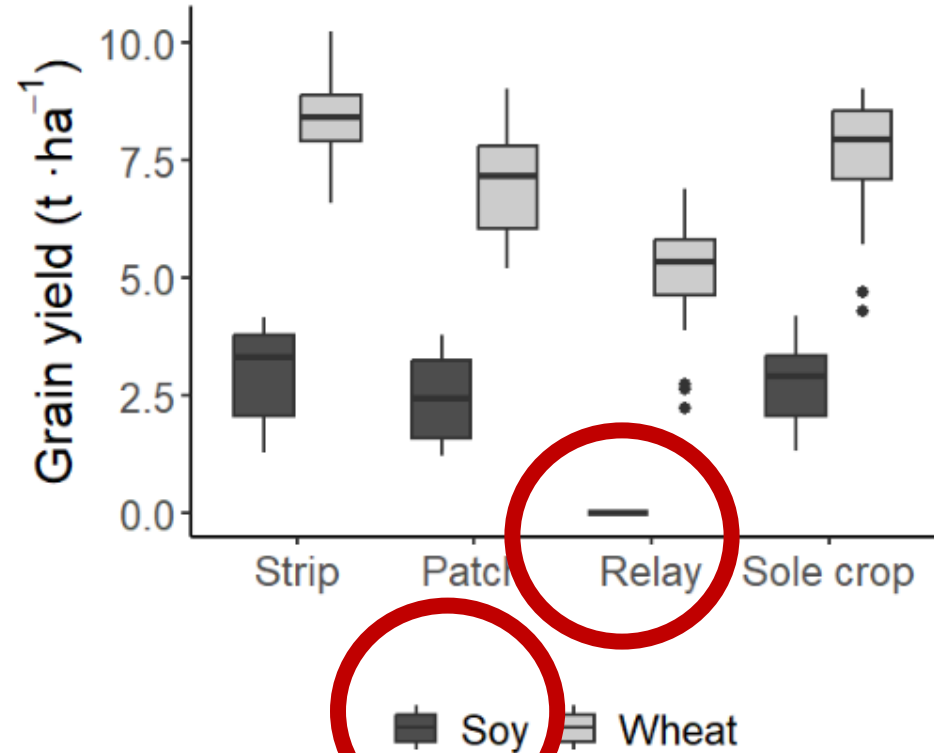 Grain yield (t ·ha⁻¹)
10.0
7.5
5.0
2.5
0.0
Strip Patch Relay Sole crop
Soy Wheat